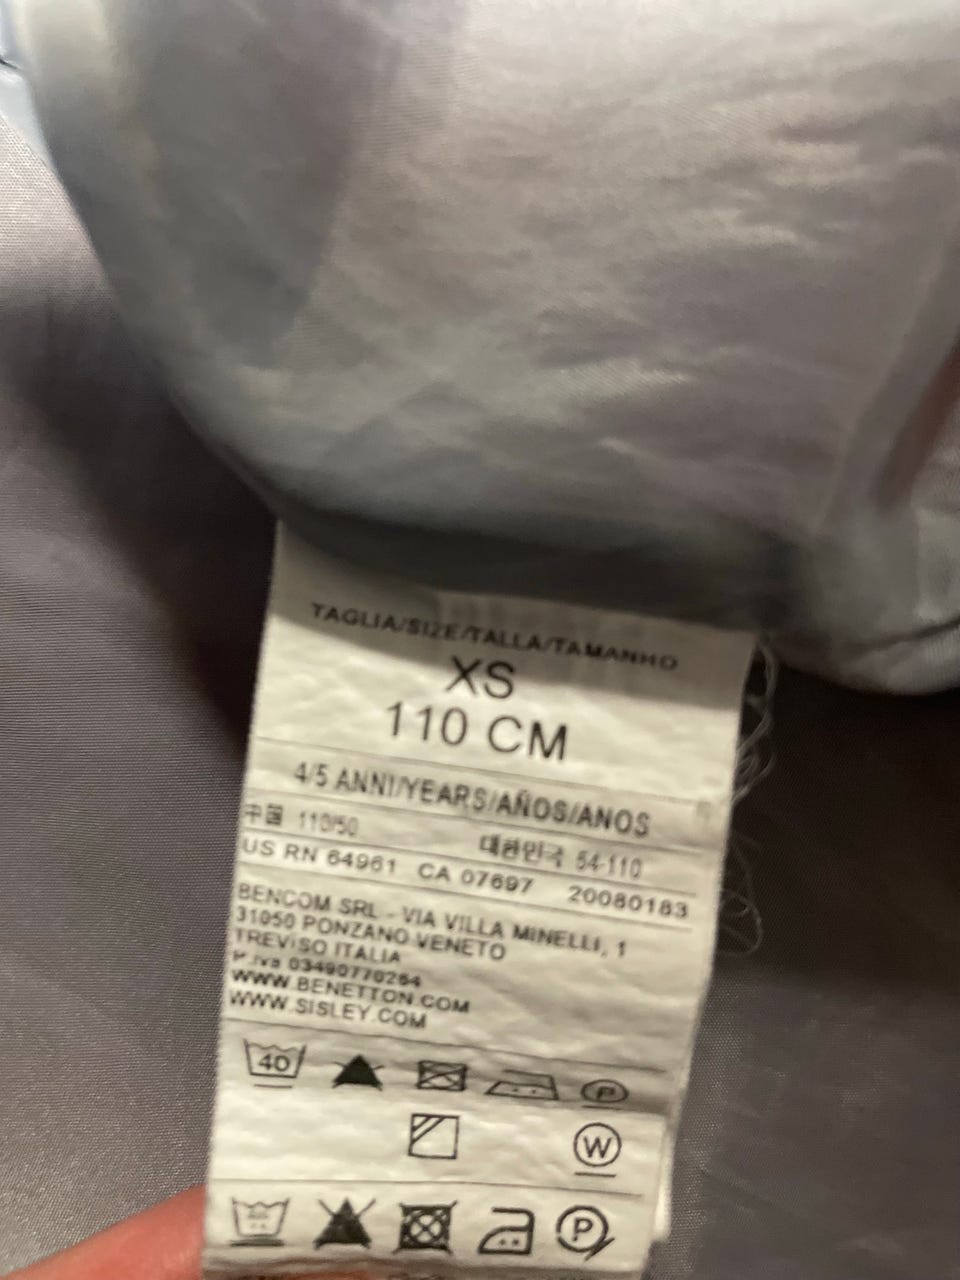 TAGLIA/SIZE/TALLA/TAMANHO
XS
110 CM
4/5 ANNI/YEARS/AÑOS/ANOS
中国 110/50 대한민국 54-110
US RN 64961 CA 07697 20080183
BENCOM SRL - VIA VILLA MINELLI, 1
31050 PONZANO VENETO
TREVISO ITALIA
P.iva 03490770264
WWW.BENETTON.COM
WWW.SISLEY.COM
40 P
W
P